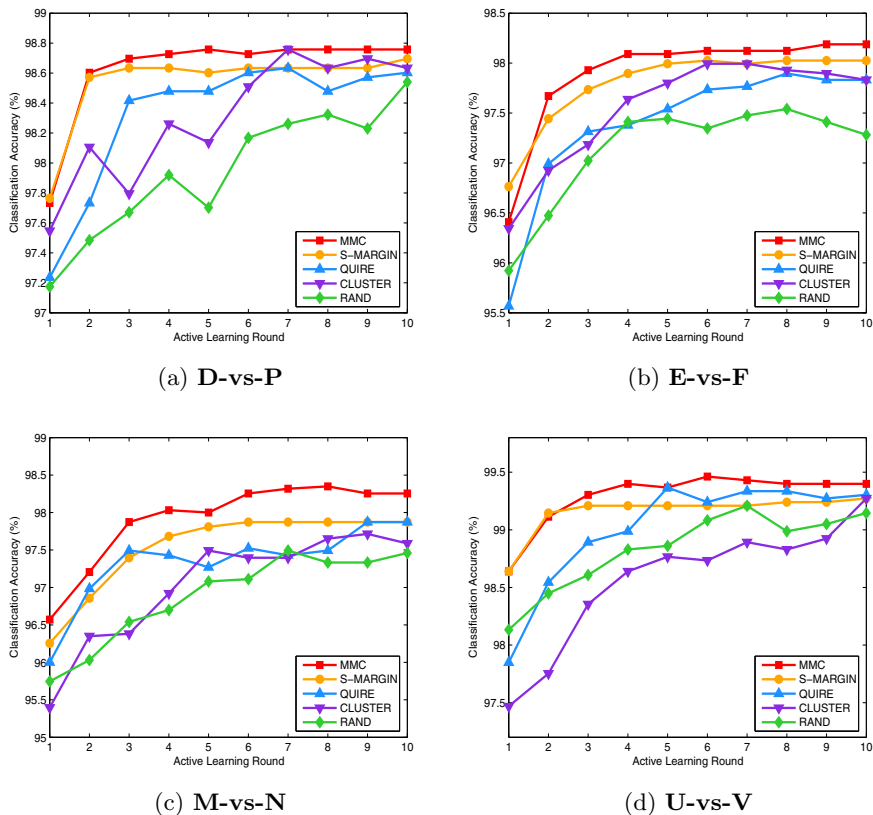 99
98.8
98.6
98.4
98.2
98
97.8
97.6
97.4
97.2
97
Classification Accuracy (%)
1 2 3 4 5 6 7 8 9 10
Active Learning Round
MMC
S−MARGIN
QUIRE
CLUSTER
RAND
(a) D-vs-P
98.5
98
97.5
97
96.5
96
95.5
Classification Accuracy (%)
1 2 3 4 5 6 7 8 9 10
Active Learning Round
MMC
S−MARGIN
QUIRE
CLUSTER
RAND
(b) E-vs-F
99
98.5
98
97.5
97
96.5
96
95.5
95
Classification Accuracy (%)
1 2 3 4 5 6 7 8 9 10
Active Learning Round
MMC
S−MARGIN
QUIRE
CLUSTER
RAND
(c) M-vs-N
99.5
99
98.5
98
97.5
Classification Accuracy (%)
1 2 3 4 5 6 7 8 9 10
Active Learning Round
MMC
S−MARGIN
QUIRE
CLUSTER
RAND
(d) U-vs-V